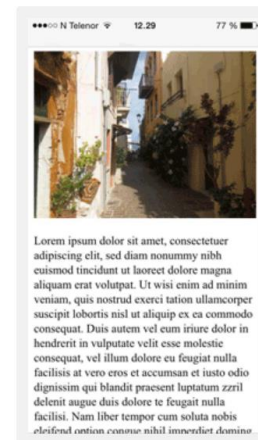 N Telenor 12.29 77 %
Lorem ipsum dolor sit amet, consectetuer
adipiscing elit, sed diam nonummy nibh
euismod tincidunt ut laoreet dolore magna
aliquam erat volutpat. Ut wisi enim ad minim
veniam, quis nostrud exerci tation ullamcorper
suscipit lobortis nisl ut aliquip ex ea commodo
consequat. Duis autem vel eum iriure dolor in
hendrerit in vulputate velit esse molestie
consequat, vel illum dolore eu feugiat nulla
facilisis at vero eros et accumsan et iusto odio
dignissim qui blandit praesent luptatum zzril
delenit augue duis dolore te feugait nulla
facilisi. Nam liber tempor cum soluta nobis
eleifend option congue nihil imperdiet doming